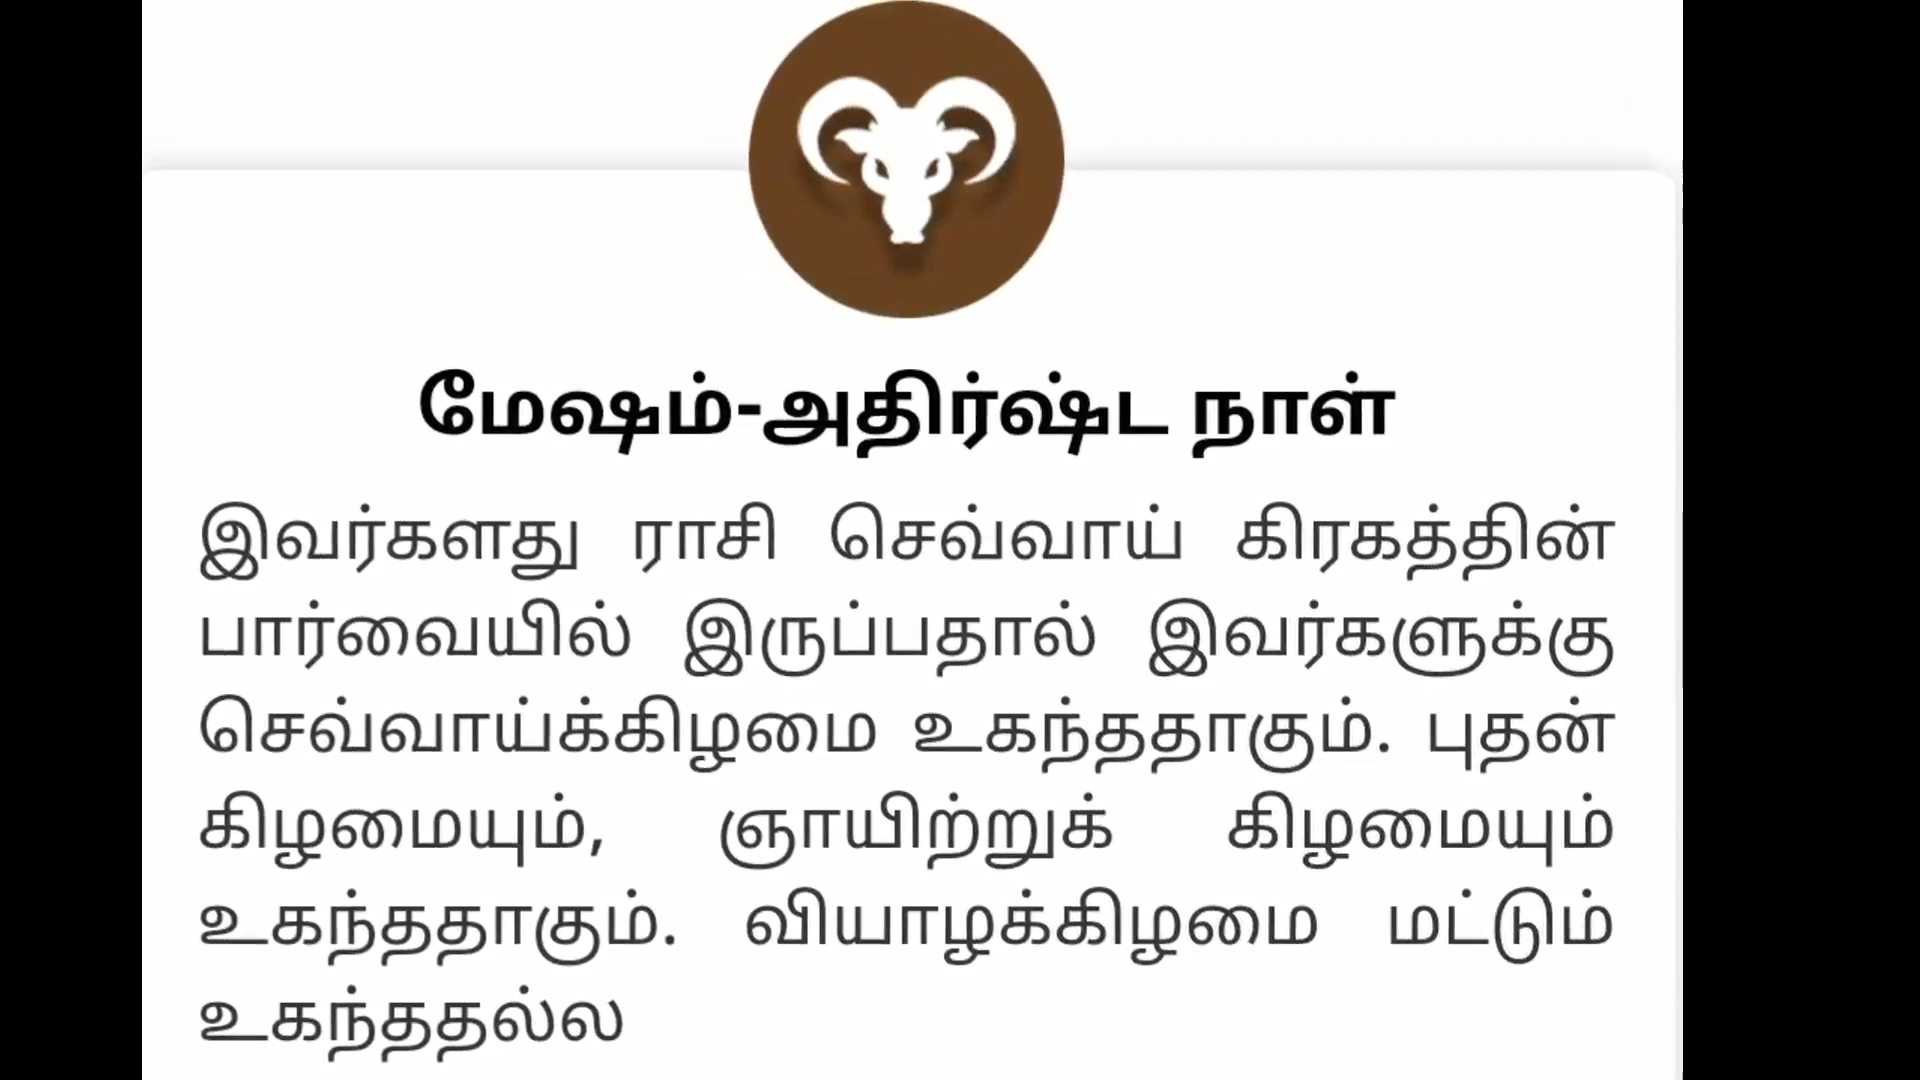 மேஷம்-அதிர்ஷ்ட நாள்
இவர்களது ராசி செவ்வாய் கிரகத்தின்
பார்வையில் இருப்பதால் இவர்களுக்கு
செவ்வாய்க்கிழமை உகந்ததாகும். புதன்
கிழமையும், ஞாயிற்றுக் கிழமையும்
உகந்ததாகும். வியாழக்கிழமை மட்டும்
உகந்ததல்ல